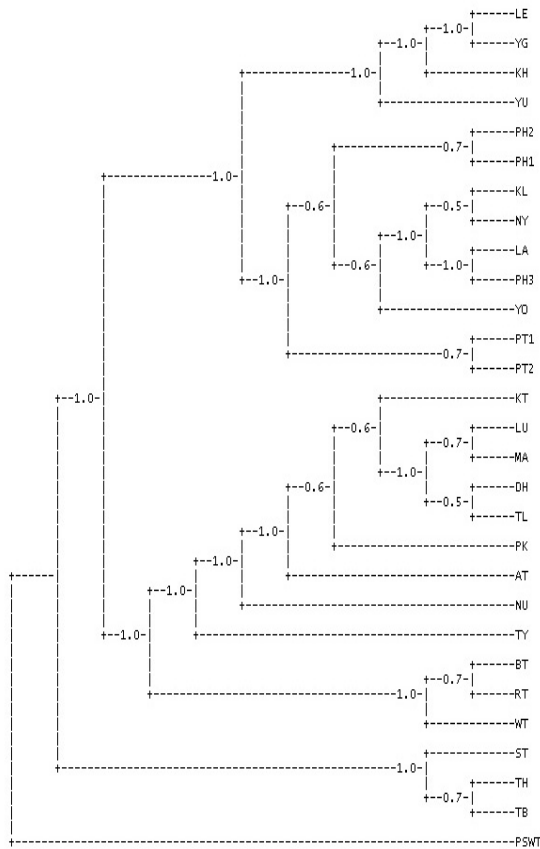 LE
1.0
1.0 YG
1.0 KH
YU
PH2
0.7
PH1
1.0
KL
0.6 0.5
NY
1.0
LA
0.6 1.0
1.0 PH3
YO
PT1
0.7
PT2
1.0 KT
0.6 LU
0.7
MA
1.0
0.6 DH
0.5
TL
1.0
PK
1.0
AT
1.0
NU
1.0 TY
BT
0.7
1.0 RT
WT
ST
1.0
TH
0.7
TB
PSWT